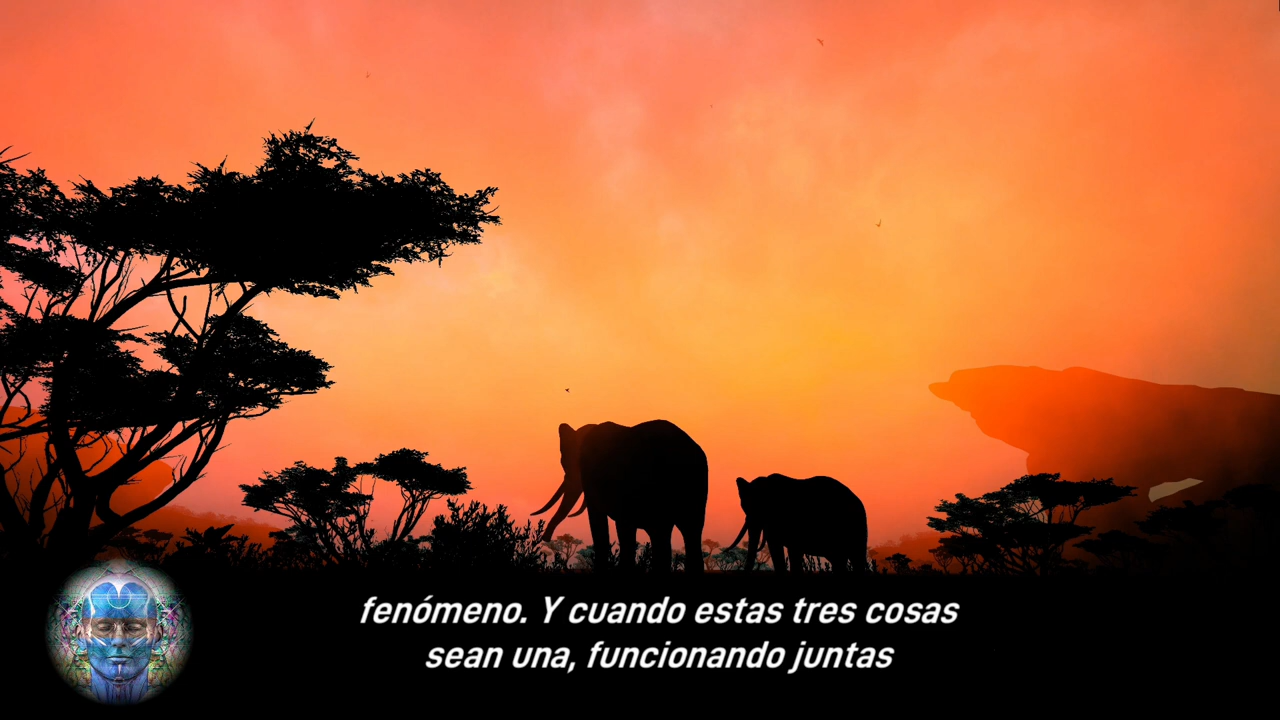 fenómeno. Y cuando estas tres cosas
sean una, funcionando juntas